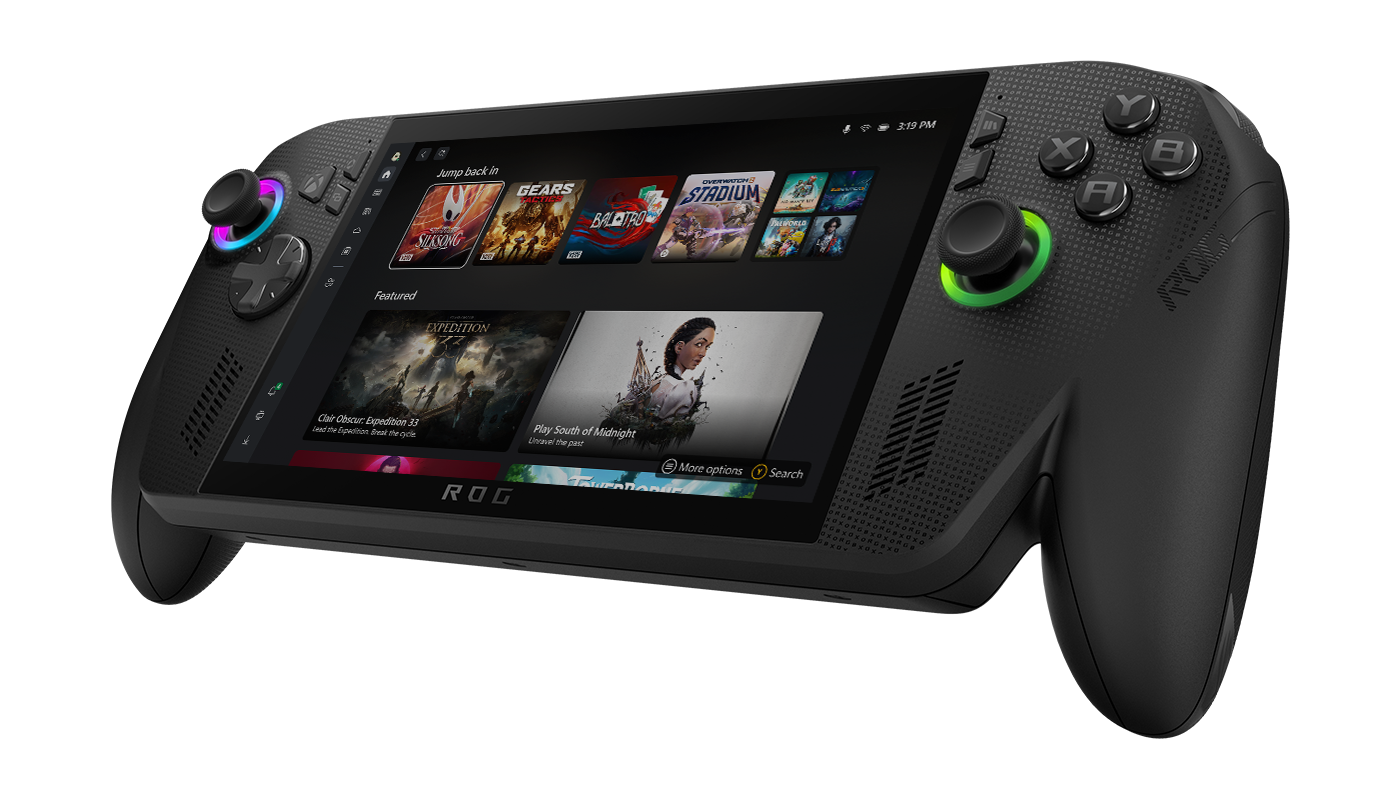 3:19 PM
Jump back in
SILKSONG
GEARS
TACTICS
BALATRO
OVERWATCH 2
STADIUM
PALWORLD
Featured
EXPEDITION
33
Clair Obscur: Expedition 33
Lead the Expedition. Break the cycle.
Play South of Midnight
Unravel the past
More options
Y Search
ROG
Y
X
B
A